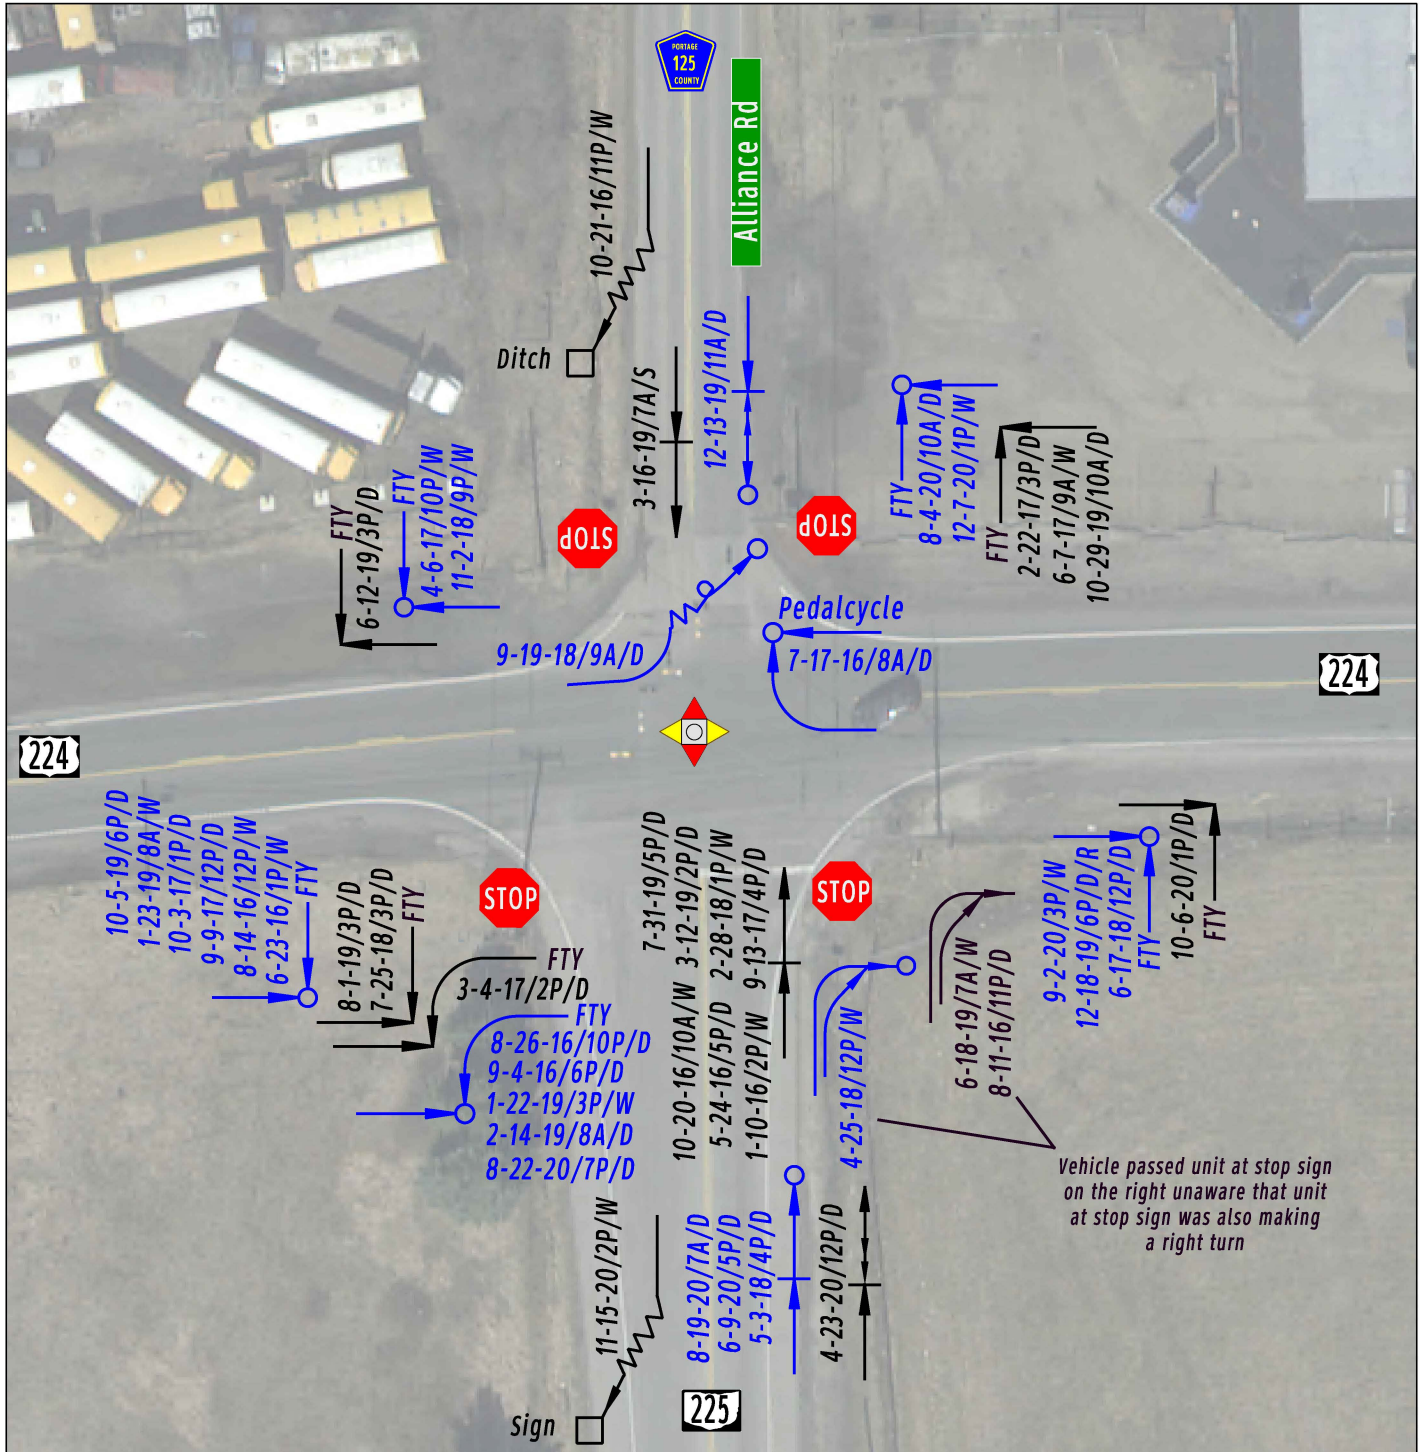 PORTAGE
125
COUNTY
Alliance Rd
10-21-16/11P/W
Ditch
3-16-19/7A/S
12-13-19/11A/D
FTY
8-4-20/10A/D
12-7-20/1P/W
FTY
2-22-17/3P/D
6-7-17/9A/W
10-29-19/10A/D
FTY
6-12-19/3P/D
FTY
4-6-17/10P/W
11-2-18/9P/W
STOP
STOP
Pedalcycle
7-17-16/8A/D
9-19-18/9A/D
224
224
10-5-19/6P/D
1-23-19/8A/W
10-3-17/1P/D
9-9-17/12P/D
8-14-16/12P/W
6-23-16/1P/W
FTY
8-1-19/3P/D
7-25-18/3P/D
FTY
STOP
STOP
FTY
3-4-17/2P/D
FTY
8-26-16/10P/D
9-4-16/6P/D
1-22-19/3P/W
2-14-19/8A/D
8-22-20/7P/D
7-31-19/5P/D
3-12-19/2P/D
2-28-18/1P/W
9-13-17/4P/D
10-20-16/10A/W
5-24-16/5P/D
1-10-16/2P/W
4-25-18/12P/W
6-18-19/7A/W
8-11-16/11P/D
9-2-20/3P/W
12-18-19/6P/D/R
6-17-18/12P/D
FTY
10-6-20/1P/D
FTY
Vehicle passed unit at stop sign
on the right unaware that unit
at stop sign was also making
a right turn
11-15-20/2P/W
Sign
8-19-20/7A/D
6-9-20/5P/D
5-3-18/4P/D
4-23-20/12P/D
225